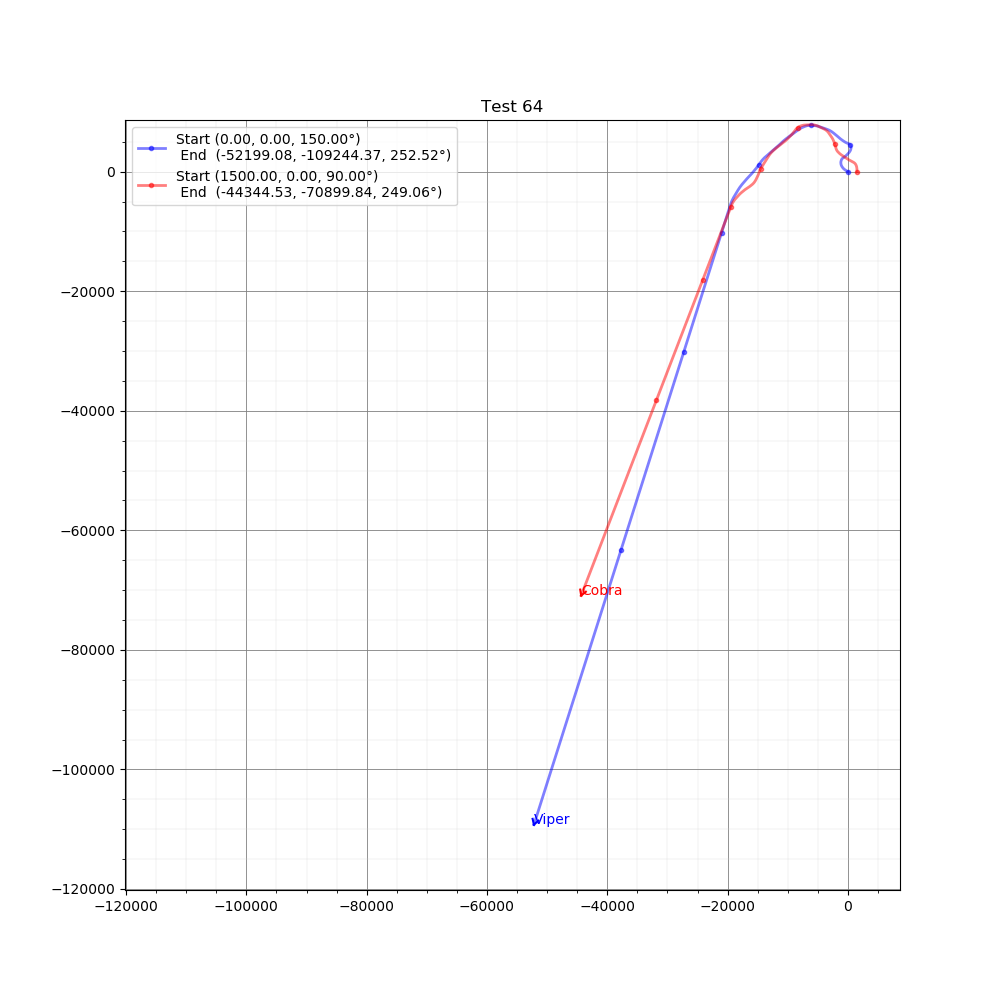 Test 64
Start (0.00, 0.00, 150.00°)
End (-52199.08, -109244.37, 252.52°)
Start (1500.00, 0.00, 90.00°)
End (-44344.53, -70899.84, 249.06°)
0
−20000
−40000
−60000
Cobra
−80000
−100000
Viper
−120000
−120000 −100000 −80000 −60000 −40000 −20000 0